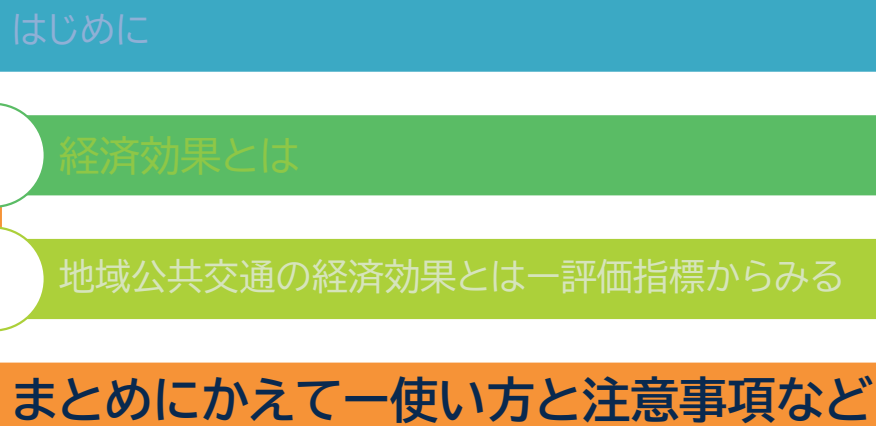 はじめに
経済効果とは
地域公共交通の経済効果とはー評価指標からみる
まとめにかえてー使い方と注意事項など